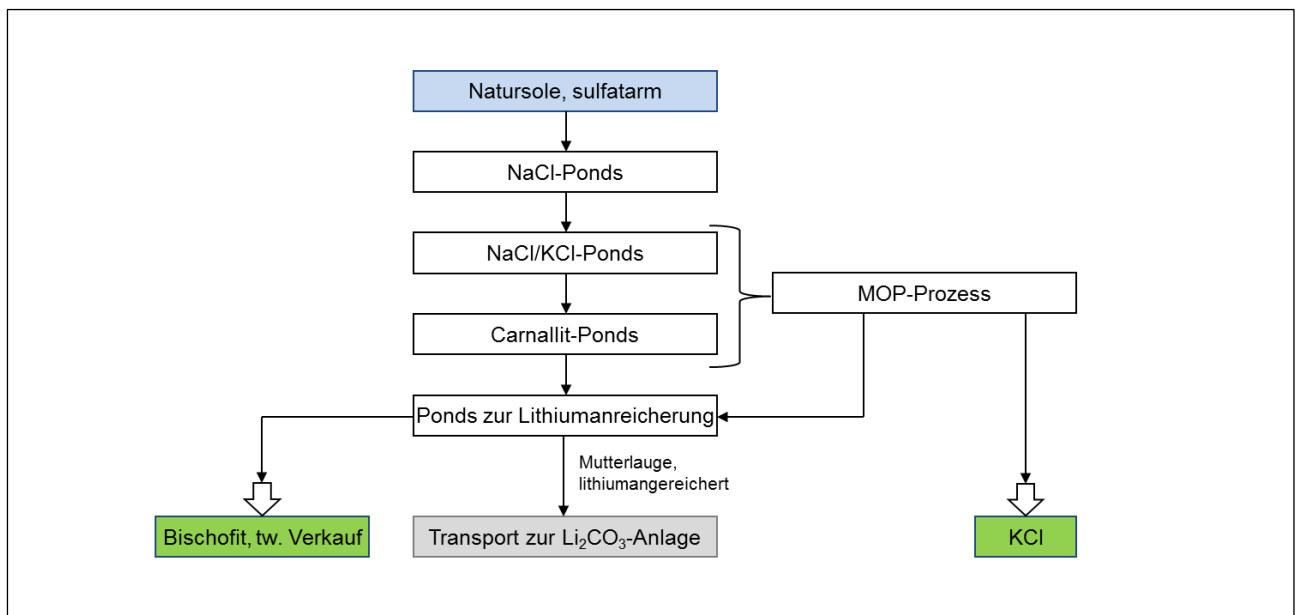 Natursole, sulfatarm
NaCl-Ponds
NaCl/KCl-Ponds
MOP-Prozess
Carnallit-Ponds
Ponds zur Lithiumanreicherung
Mutterlauge,
lithiumangereichert
Bischofit, tw. Verkauf
Transport zur Li₂CO₃-Anlage
KCl